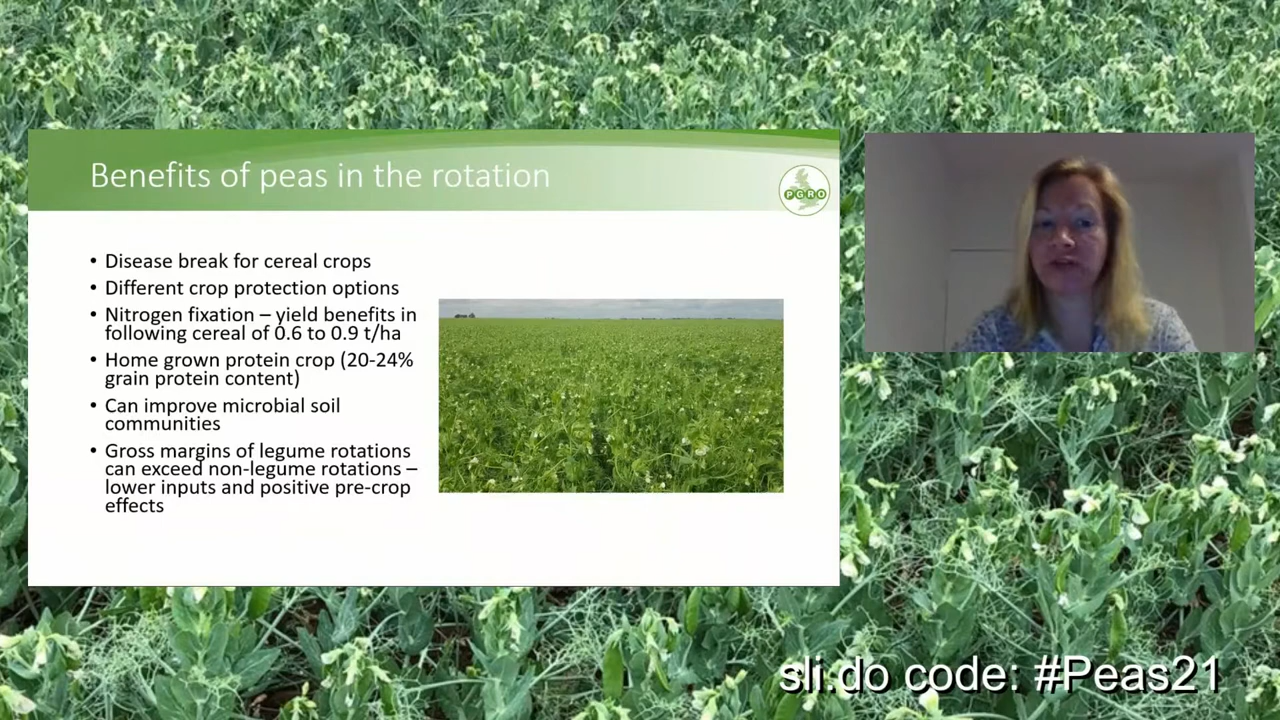 Benefits of peas in the rotation
PGRO
• Disease break for cereal crops
• Different crop protection options
• Nitrogen fixation – yield benefits in
following cereal of 0.6 to 0.9 t/ha
• Home grown protein crop (20-24%
grain protein content)
• Can improve microbial soil
communities
• Gross margins of legume rotations
can exceed non-legume rotations –
lower inputs and positive pre-crop
effects
sli.do code: #Peas21